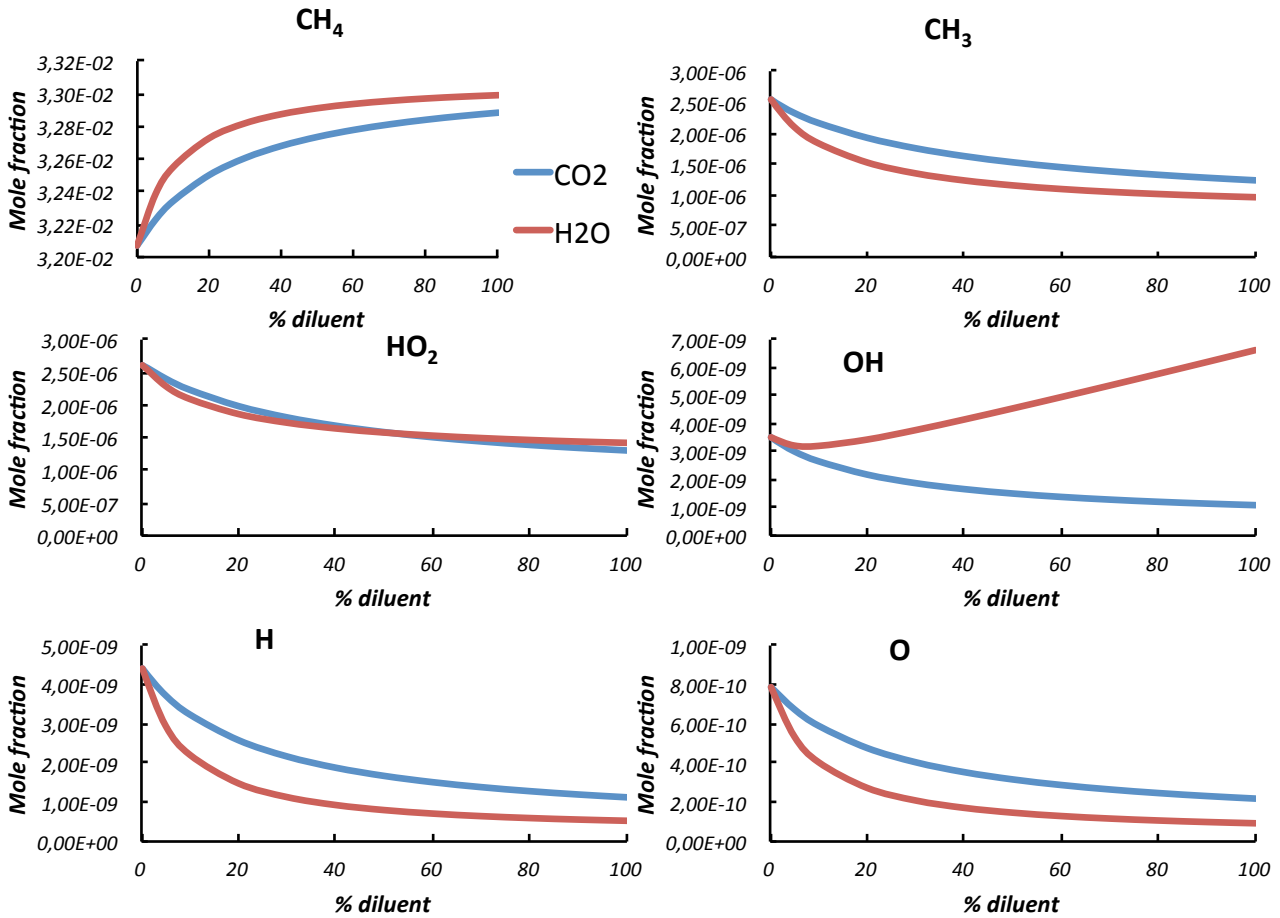 CH4
Mole fraction
3,32E-02
3,30E-02
3,28E-02
3,26E-02
3,24E-02
3,22E-02
3,20E-02
0 20 40 60 80 100
% diluent
CO2
H2O
CH3
Mole fraction
3,00E-06
2,50E-06
2,00E-06
1,50E-06
1,00E-06
5,00E-07
0,00E+00
0 20 40 60 80 100
% diluent
HO2
Mole fraction
3,00E-06
2,50E-06
2,00E-06
1,50E-06
1,00E-06
5,00E-07
0,00E+00
0 20 40 60 80 100
% diluent
OH
Mole fraction
7,00E-09
6,00E-09
5,00E-09
4,00E-09
3,00E-09
2,00E-09
1,00E-09
0,00E+00
0 20 40 60 80 100
% diluent
H
Mole fraction
5,00E-09
4,00E-09
3,00E-09
2,00E-09
1,00E-09
0,00E+00
0 20 40 60 80 100
% diluent
O
Mole fraction
1,00E-09
8,00E-10
6,00E-10
4,00E-10
2,00E-10
0,00E+00
0 20 40 60 80 100
% diluent